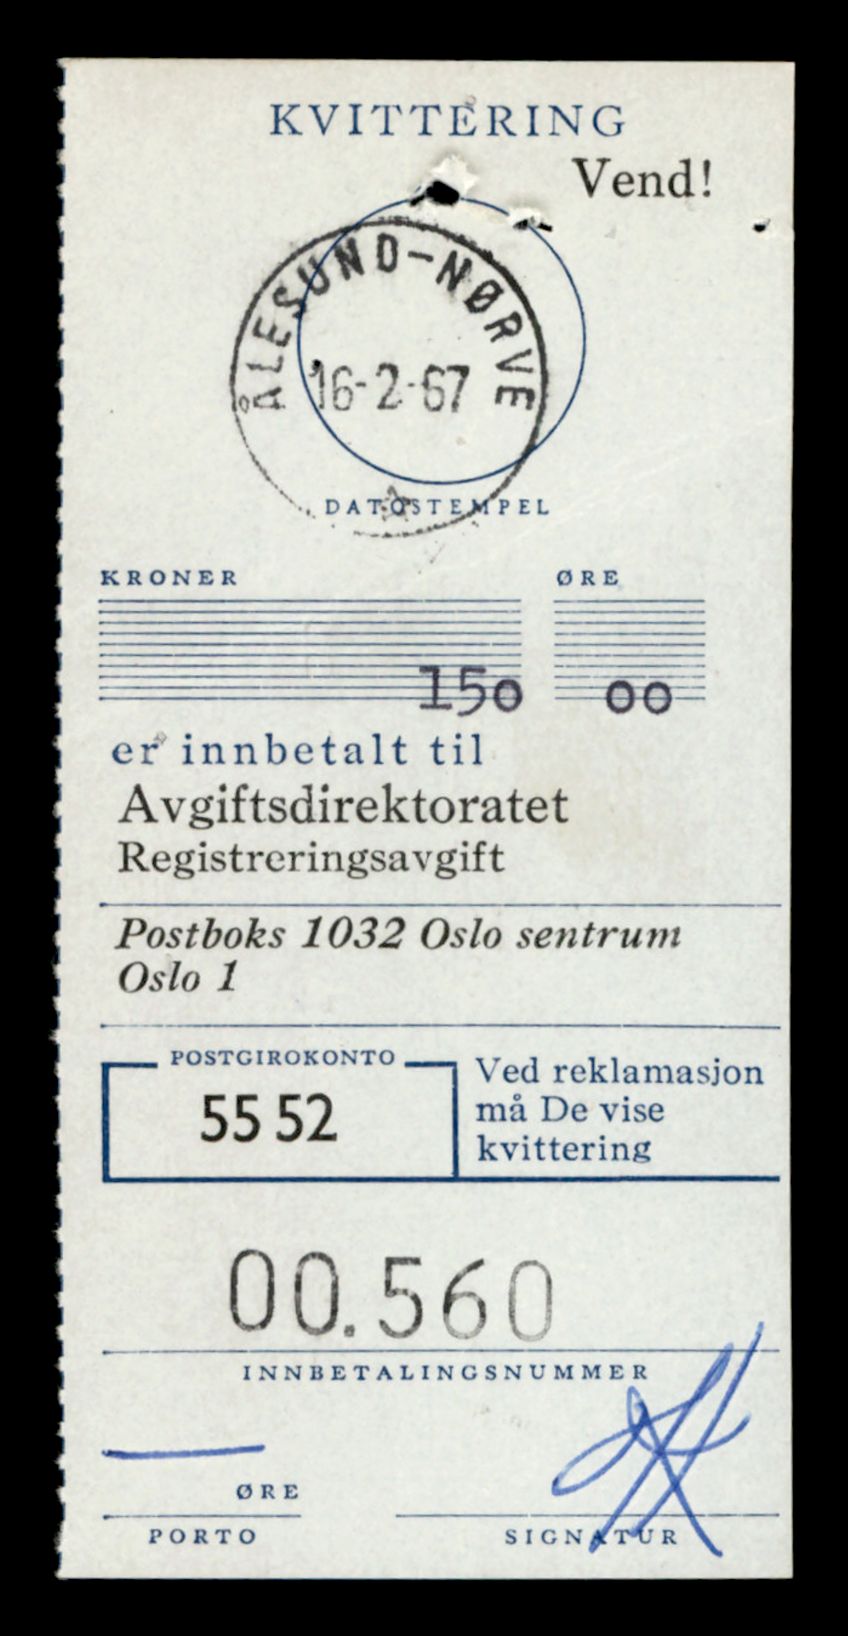 KVITTERING
Vend!
ÅLESUND-NØRVE
16-2-67
DATOSTEMPEL
KRONER ØRE
150 00
er innbetalt til
Avgiftsdirektoratet
Registreringsavgift
Postboks 1032 Oslo sentrum
Oslo 1
POSTGIROKONTO
55 52
Ved reklamasjon
må De vise
kvittering
00.560
INNBETALINGSNUMMER
ØRE
PORTO
SIGNATUR